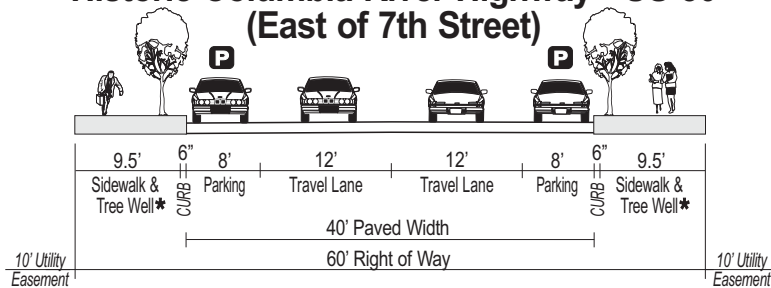 (East of 7th Street)
P P
9.5' 6" 8' 12' 12' 8' 6" 9.5'
Sidewalk & Tree Well* CURB Parking Travel Lane Travel Lane Parking CURB Sidewalk & Tree Well*
40' Paved Width
10' Utility Easement 60' Right of Way 10' Utility Easement